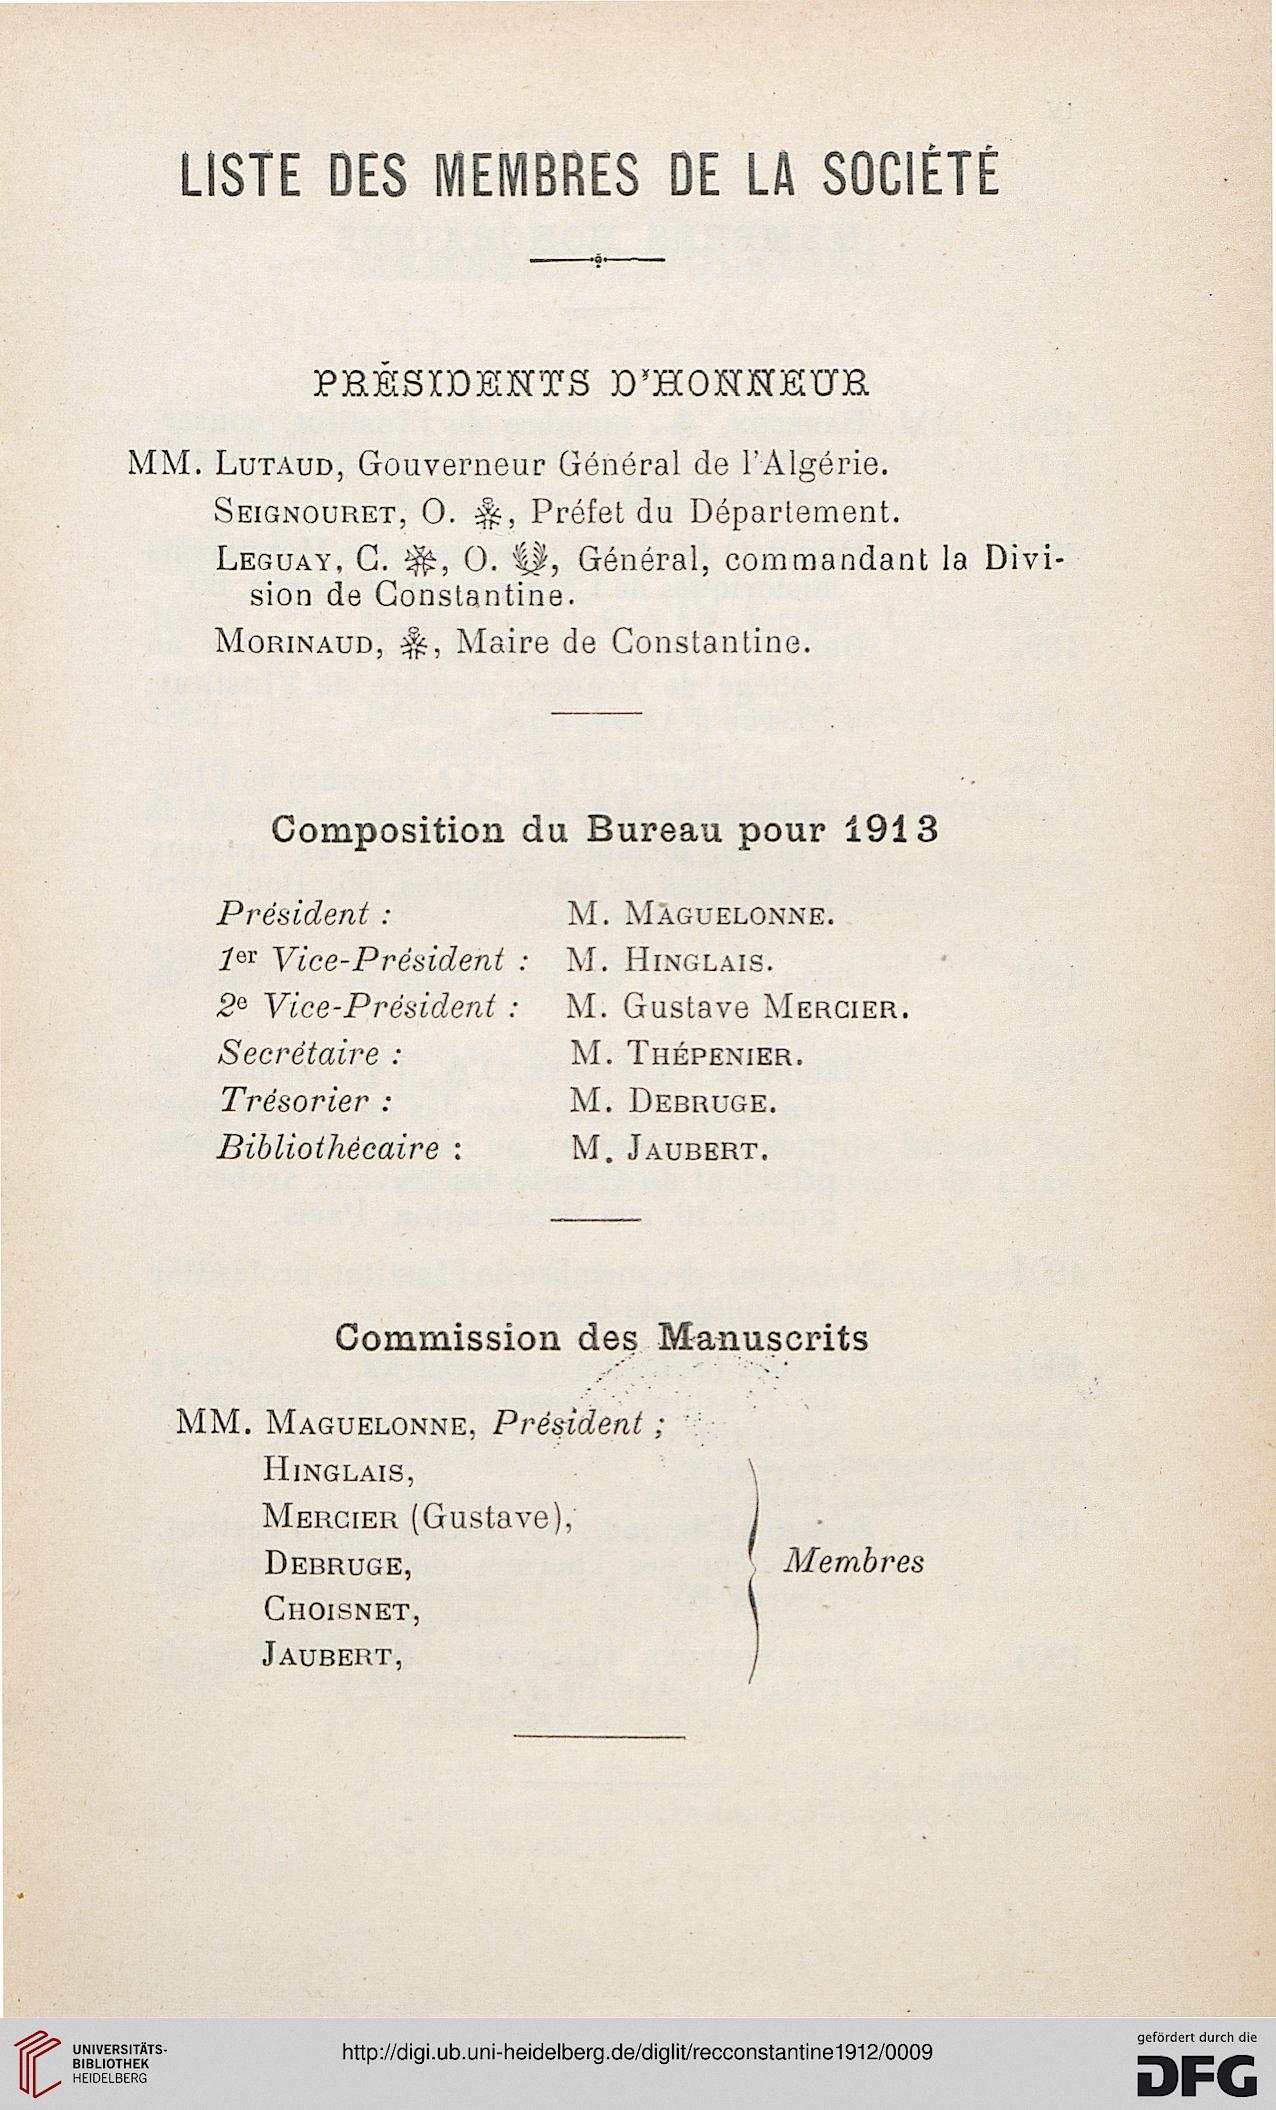 LISTE DES MEMBRES DE LA SOCIÉTÉ
PRÉSIDENTS D'HONNEUR
MM. LUTAUD, Gouverneur Général de l'Algérie.
SEIGNOURET, O. ❋, Préfet du Département.
LEGUAY, C. ❋, O. , Général, commandant la Divi-
sion de Constantine.
MORINAUD, ❋, Maire de Constantine.
Composition du Bureau pour 1913
Président : M. MAGUELONNE.
1er Vice-Président : M. HINGLAIS.
2e Vice-Président : M. Gustave MERCIER.
Secrétaire : M. THÉPENIER.
Trésorier : M. DEBRUGE.
Bibliothécaire : M. JAUBERT.
Commission des Manuscrits
MM. MAGUELONNE, Président ;
HINGLAIS,
MERCIER (Gustave),
DEBRUGE,
Membres
CHOISNET,
JAUBERT,
UNIVERSITÄTS-
BIBLIOTHEK
HEIDELBERG
http://digi.ub.uni-heidelberg.de/diglit/recconstantine1912/0009
gefördert durch die
DFG